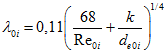 λ₀ᵢ = 0,11(68/Re₀ᵢ + k/dₑ₀ᵢ)^1/4